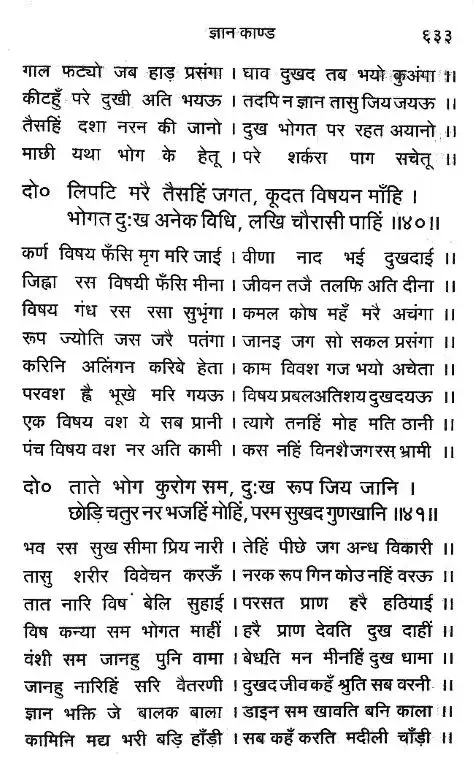 ज्ञान काण्ड ६३३
गाल फट्यो जब हाड़ प्रसंगा । घाव दुखद तब भयो कुअंगा ॥
कीटहुँ परे दुखी अति भयऊ । तदपि न ज्ञान तासु जिय जयऊ ॥
तैसहिं दशा नरन की जानो । दुख भोगत पर रहत अयानो ॥
माछी यथा भोग के हेतू । परे शर्करा पाग सचेतू ॥
दो० लिपटि मरै तैसहिं जगत, कूदत विषयन माँहि ।
भोगत दुःख अनेक विधि, लखि चौरासी पाहिं ॥४०॥
कर्ण विषय फँसि मृग मरि जाई । वीणा नाद भई दुखदाई ॥
जिह्वा रस विषयी फँसि मीना । जीवन तजै तलफि अति दीना ॥
विषय गंध रस रसा सुभृंगा । कमल कोष महँ मरै अचंगा ॥
रूप ज्योति जस जरै पतंगा । जानइ जग सो सकल प्रसंगा ॥
करिनि अलिंगन करिबे हेता । काम विवश गज भयो अचेता ॥
परवश ह्वै भूखे मरि गयऊ । विषय प्रबल अतिशय दुखदयऊ ॥
एक विषय वश ये सब प्रानी । त्यागे तनहिं मोह मति ठानी ॥
पंच विषय वश नर अति कामी । कस नहिं विनशै जग रस भ्रामी ॥
दो० ताते भोग कुरोग सम, दुःख रूप जिय जानि ।
छोड़ि चतुर नर भजहिं मोहिं, परम सुखद गुणखानि ॥४१॥
भव रस सुख सीमा प्रिय नारी । तेहिं पीछे जग अन्ध विकारी ॥
तासु शरीर विवेचन करऊँ । नरक रूप गिन कोउ नहिं वरऊ ॥
तात नारि विष बेलि सुहाई । परसत प्राण हरै हठियाई ॥
विष कन्या सम भोगत माहीं । हरै प्राण देवति दुख दाहीं ॥
वंशी सम जानहु पुनि वामा । बेधति मन मीनहिं दुख धामा ॥
जानहु नारिहिं सरि वैतरणी । दुखद जीव कहँ श्रुति सब वरनी ॥
ज्ञान भक्ति जे बालक बाला । डाइन सम खावति बनि काला ॥
कामिनि मद्य भरी बड़ि हाँड़ी । सब कहँ करति मदीली चाँड़ी ॥